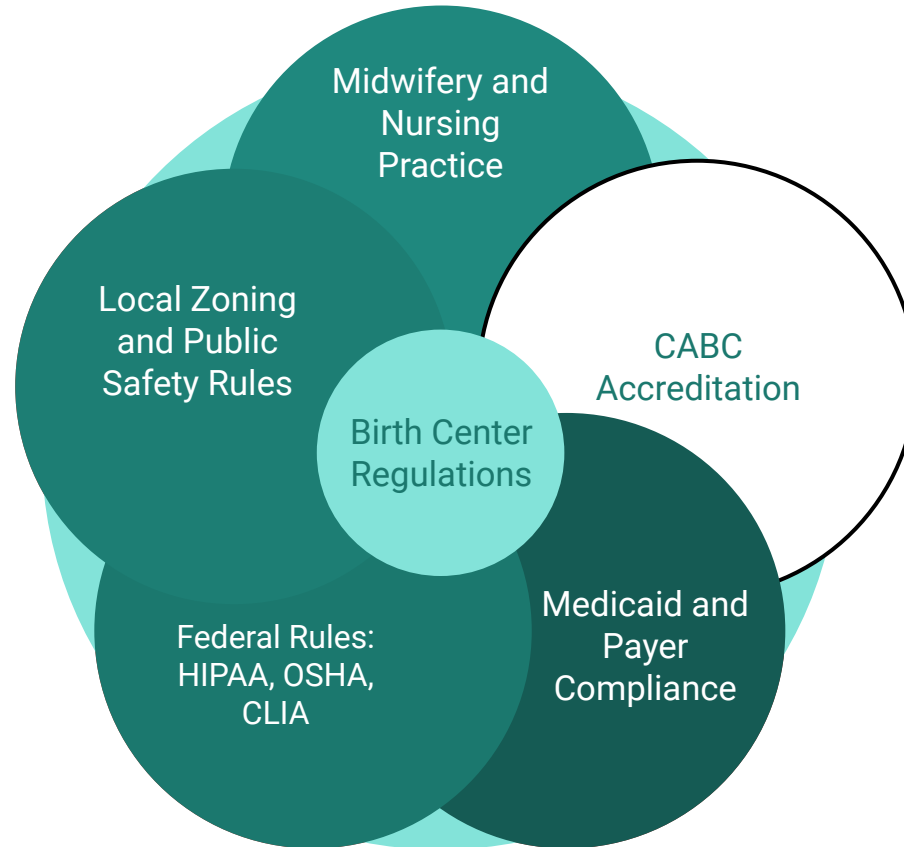 Midwifery and
Nursing
Practice
Local Zoning
and Public
Safety Rules
CABC
Accreditation
Birth Center
Regulations
Federal Rules:
HIPAA, OSHA,
CLIA
Medicaid and
Payer
Compliance